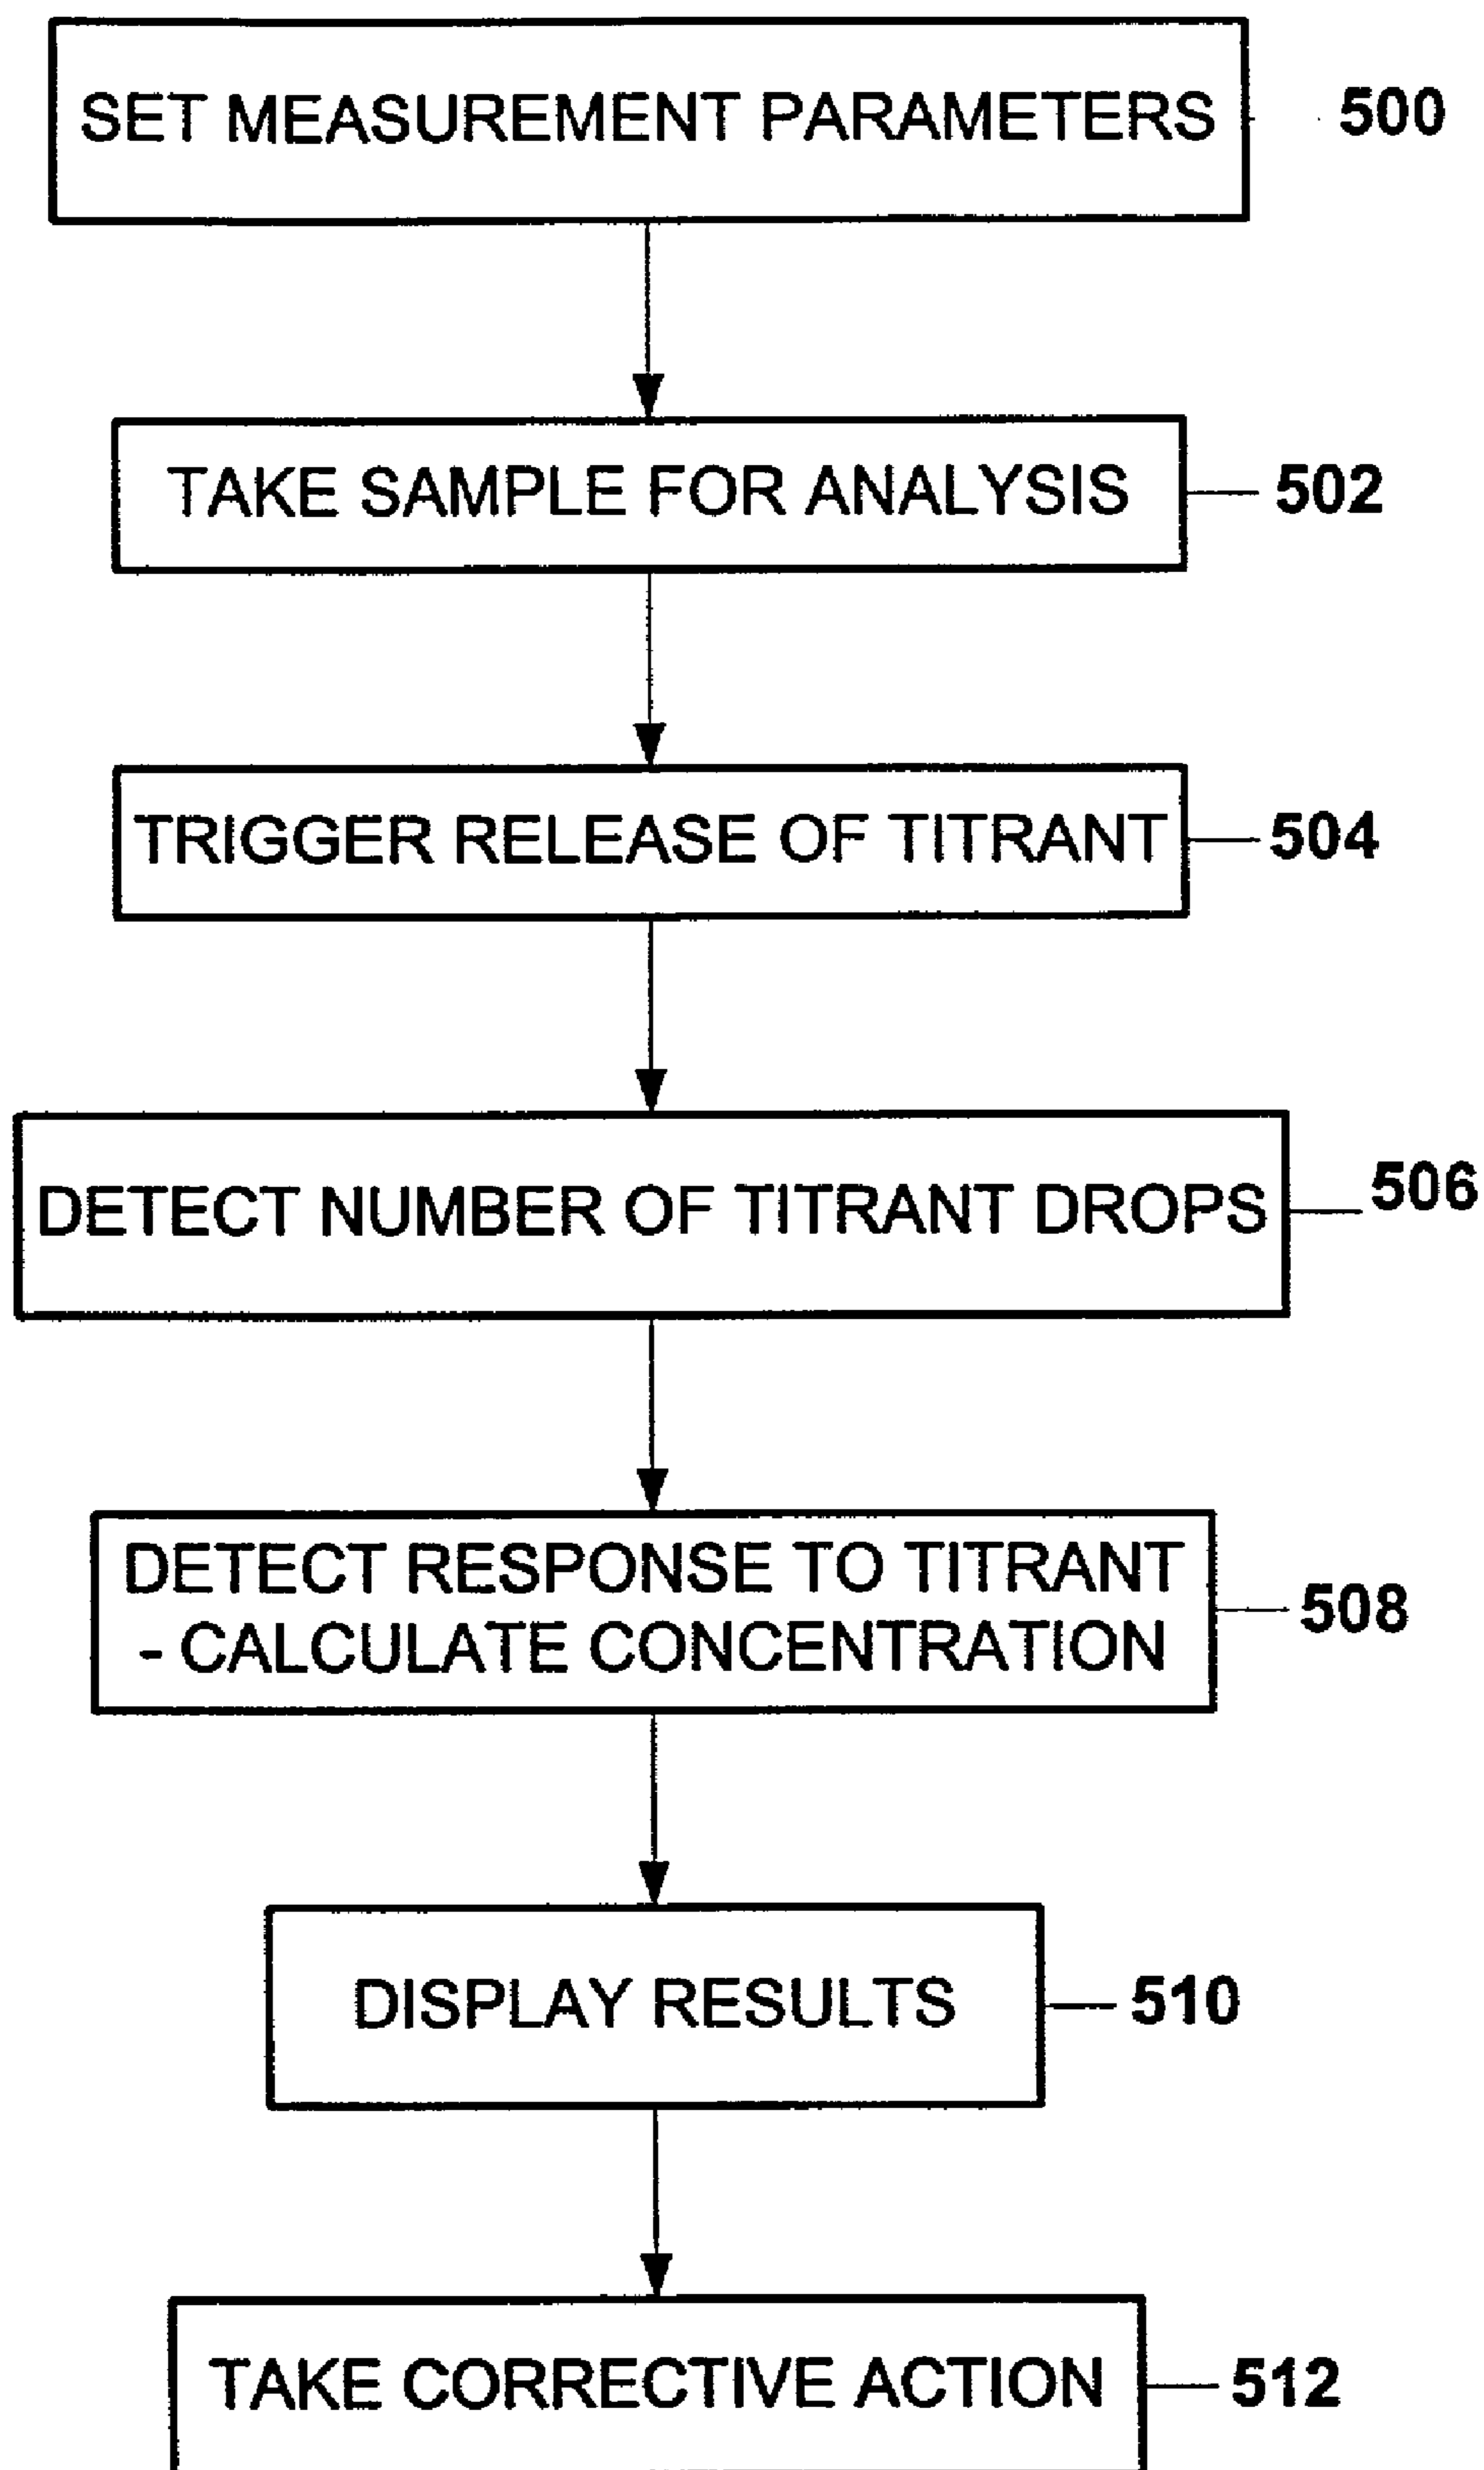 SET MEASUREMENT PARAMETERS
500
TAKE SAMPLE FOR ANALYSIS
502
TRIGGER RELEASE OF TITRANT
504
DETECT NUMBER OF TITRANT DROPS
506
DETECT RESPONSE TO TITRANT
- CALCULATE CONCENTRATION
508
DISPLAY RESULTS
510
TAKE CORRECTIVE ACTION
512